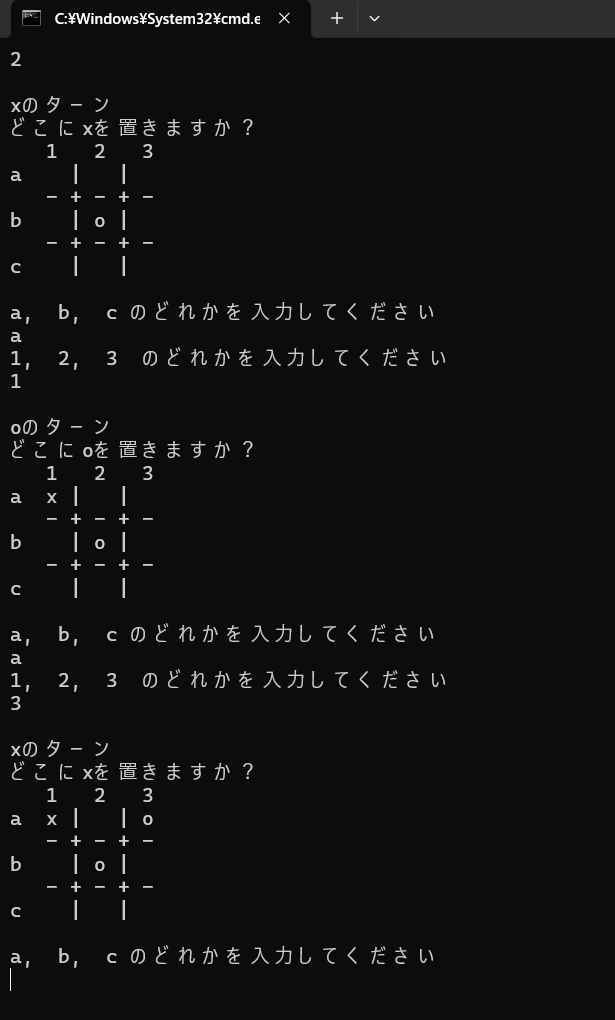 C:¥Windows¥System32¥cmd.e
2
xのターン
どこにxを置きますか？
1 2 3
a | |
- + - + -
b | o |
- + - + -
c | |
a, b, c のどれかを入力してください
a
1, 2, 3 のどれかを入力してください
1
oのターン
どこにoを置きますか？
1 2 3
a x | |
- + - + -
b | o |
- + - + -
c | |
a, b, c のどれかを入力してください
a
1, 2, 3 のどれかを入力してください
3
xのターン
どこにxを置きますか？
1 2 3
a x | | o
- + - + -
b | o |
- + - + -
c | |
a, b, c のどれかを入力してください